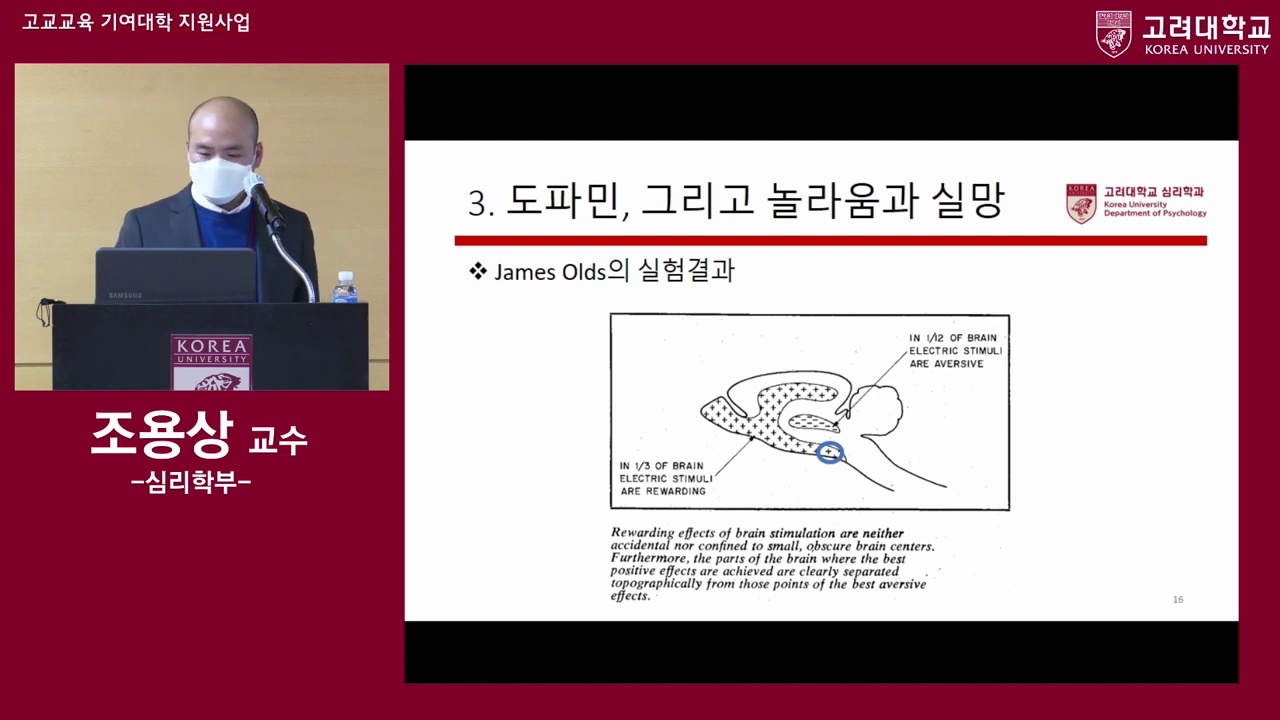 고교교육 기여대학 지원사업
고려대학교
KOREA UNIVERSITY
SAMSUNG
KOREA
UNIVERSITY
조용상 교수
-심리학부-
3. 도파민, 그리고 놀라움과 실망
KOREA
고려대학교 심리학과
Korea University
Department of Psychology
❖ James Olds의 실험결과
IN 1/12 OF BRAIN
ELECTRIC STIMULI
ARE AVERSIVE
IN 1/3 OF BRAIN
ELECTRIC STIMULI
ARE REWARDING
Rewarding effects of brain stimulation are neither
accidental nor confined to small, obscure brain centers.
Furthermore, the parts of the brain where the best
positive effects are achieved are clearly separated
topographically from those points of the best aversive
effects.
16